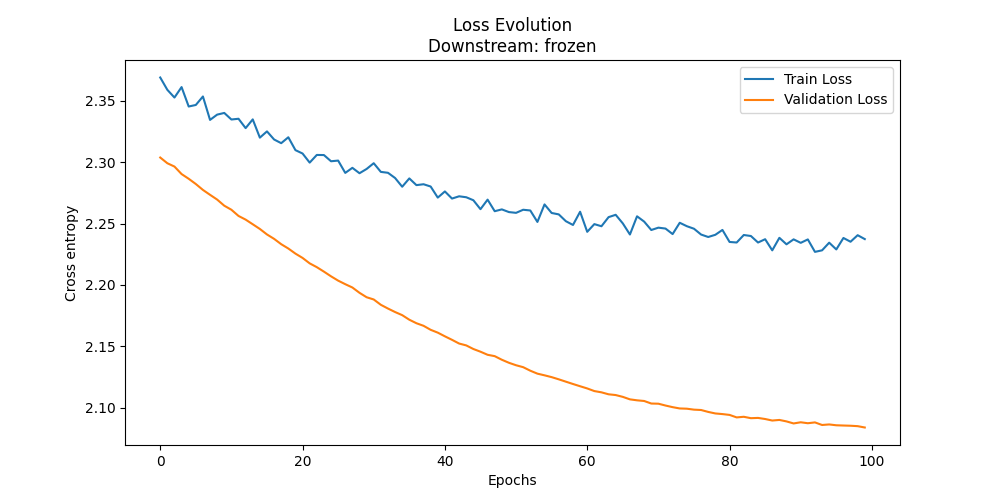 Loss Evolution
Downstream: frozen
Train Loss
Validation Loss
Cross entropy
2.35
2.30
2.25
2.20
2.15
2.10
0 20 40 60 80 100
Epochs